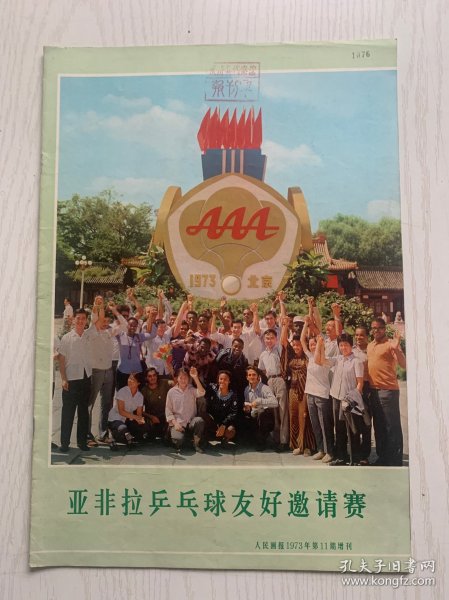 1076
AAA
1973 北京
亚非拉乒乓球友好邀请赛
人民画报1973年第11期增刊
孔夫子旧书网
www.kongfz.com